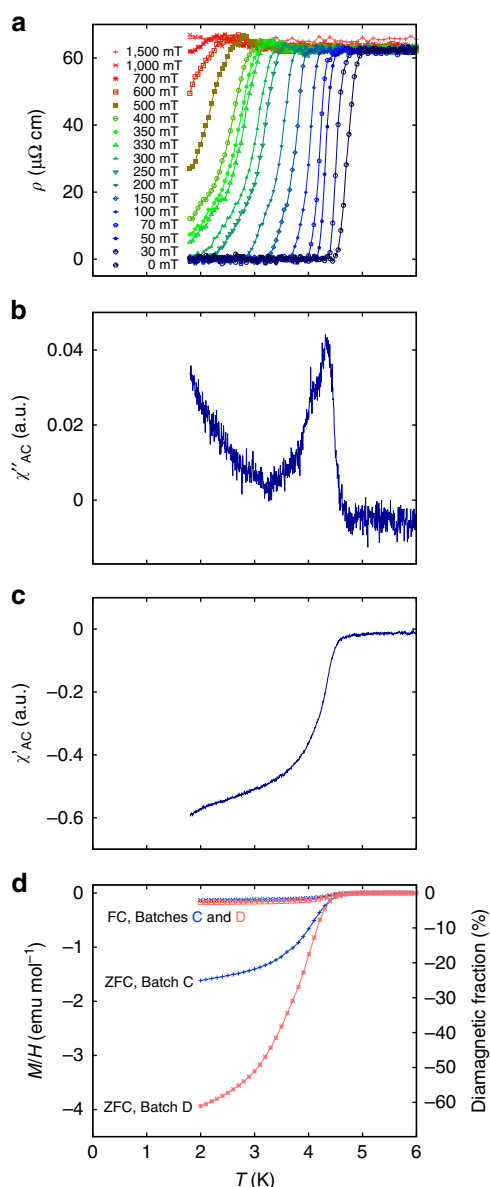 a
60
40
20
0
ρ (μΩ cm)
1,500 mT
1,000 mT
700 mT
600 mT
500 mT
400 mT
350 mT
330 mT
300 mT
250 mT
200 mT
150 mT
100 mT
70 mT
50 mT
30 mT
0 mT
b
0.04
0.02
0
χ″AC (a.u.)
c
0
−0.2
−0.4
−0.6
χ′AC (a.u.)
d
0
−1
−2
−3
−4
M/H (emu mol−1)
FC, Batches C and D
ZFC, Batch C
ZFC, Batch D
0
−10
−20
−30
−40
−50
−60
Diamagnetic fraction (%)
0 1 2 3 4 5 6
T (K)